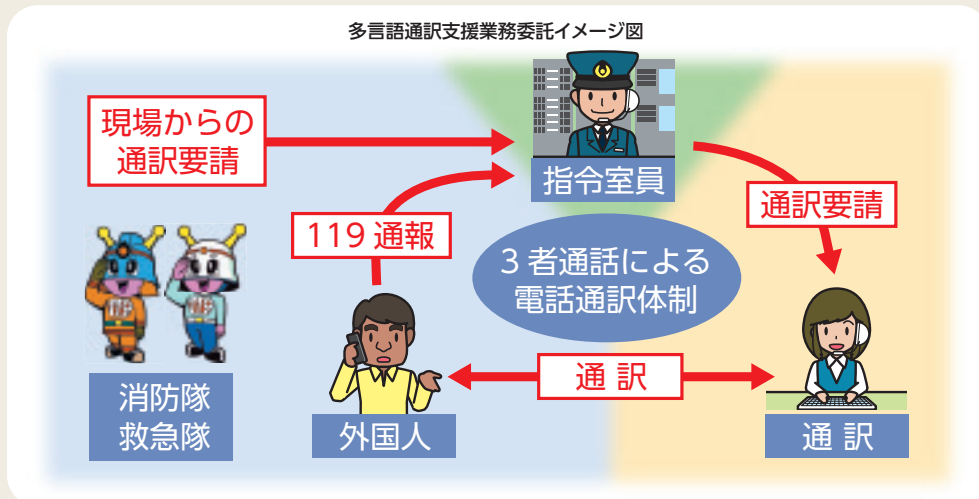 多言語通訳支援業務委託イメージ図
現場からの
通訳要請
指令室員
119 通報
通訳要請
3 者通話による
電話通訳体制
通 訳
消防隊
救急隊
外国人
通 訳